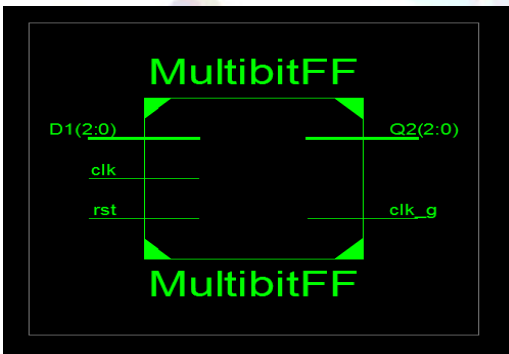 MultibitFF
D1(2:0)
Q2(2:0)
clk
rst
clk_g
MultibitFF